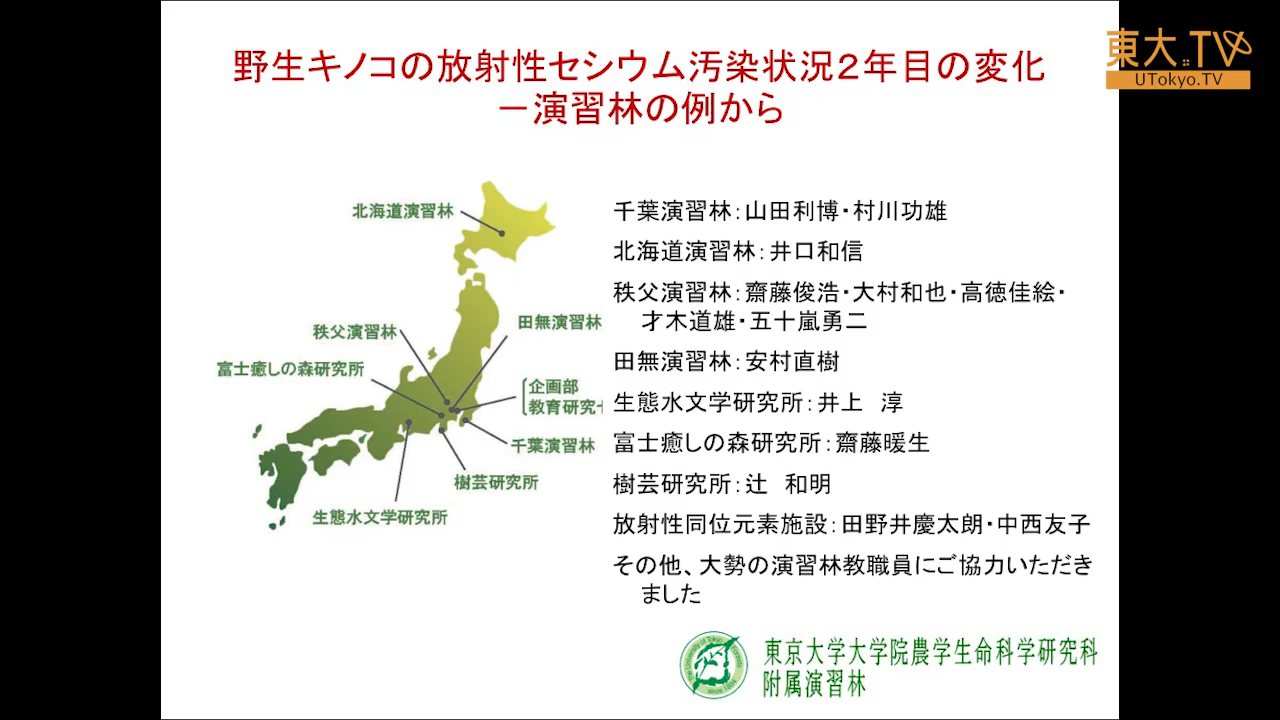 野生キノコの放射性セシウム汚染状況２年目の変化
－演習林の例から
東大.TV
UTokyo.TV
北海道演習林
秩父演習林
田無演習林
富士癒しの森研究所
企画部
教育研究セ
千葉演習林
樹芸研究所
生態水文学研究所
千葉演習林：山田利博・村川功雄
北海道演習林：井口和信
秩父演習林：齋藤俊浩・大村和也・高徳佳絵・
才木道雄・五十嵐勇二
田無演習林：安村直樹
生態水文学研究所：井上　淳
富士癒しの森研究所：齋藤暖生
樹芸研究所：辻　和明
放射性同位元素施設：田野井慶太朗・中西友子
その他、大勢の演習林教職員にご協力いただき
ました
東京大学大学院農学生命科学研究科
附属演習林